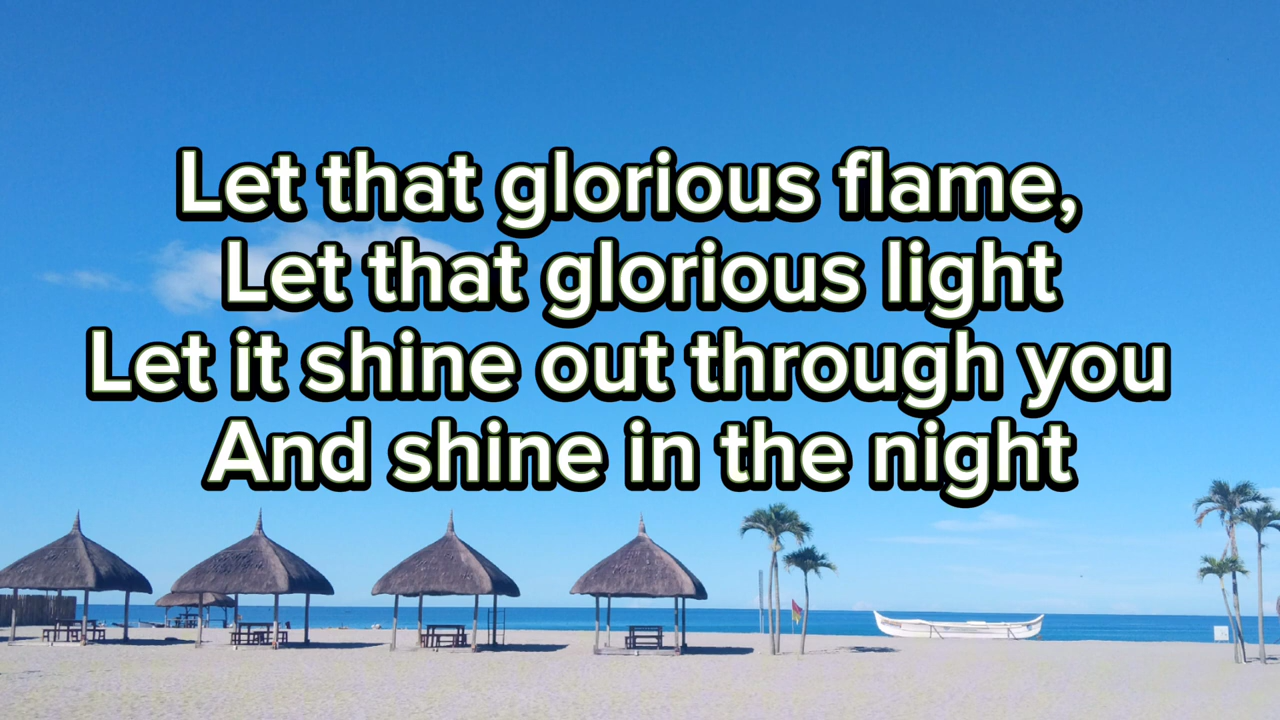 Let that glorious flame,
Let that glorious light
Let it shine out through you
And shine in the night